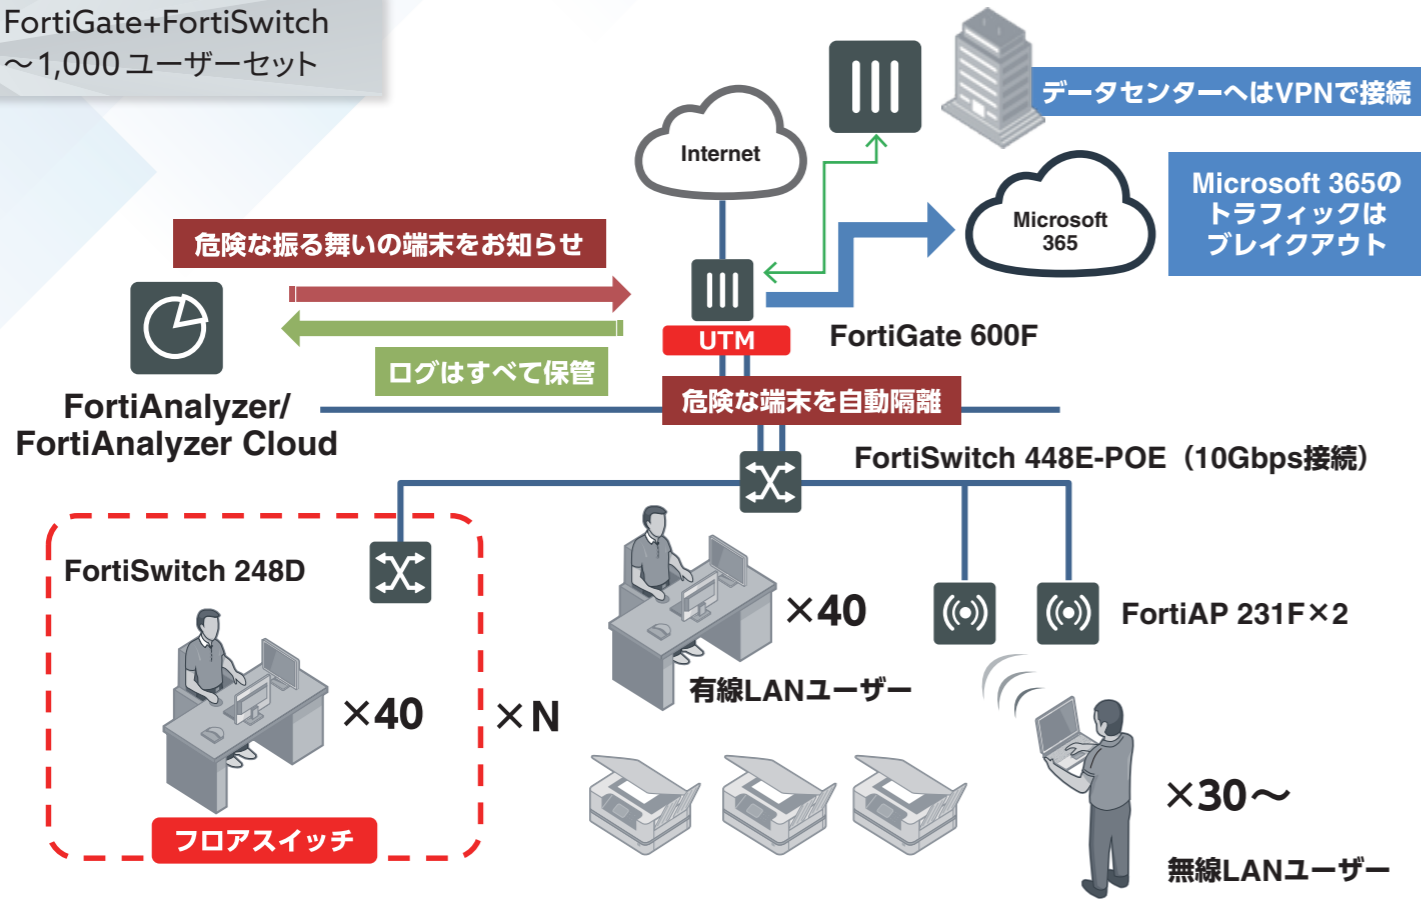 FortiGate+FortiSwitch
～1,000ユーザーセット
データセンターへはVPNで接続
Internet
Microsoft
365
Microsoft 365の
トラフィックは
ブレイクアウト
危険な振る舞いの端末をお知らせ
UTM
FortiGate 600F
ログはすべて保管
FortiAnalyzer/
FortiAnalyzer Cloud
危険な端末を自動隔離
FortiSwitch 448E-POE（10Gbps接続）
FortiSwitch 248D
×40
×N
フロアスイッチ
×40
有線LANユーザー
FortiAP 231F×2
×30～
無線LANユーザー